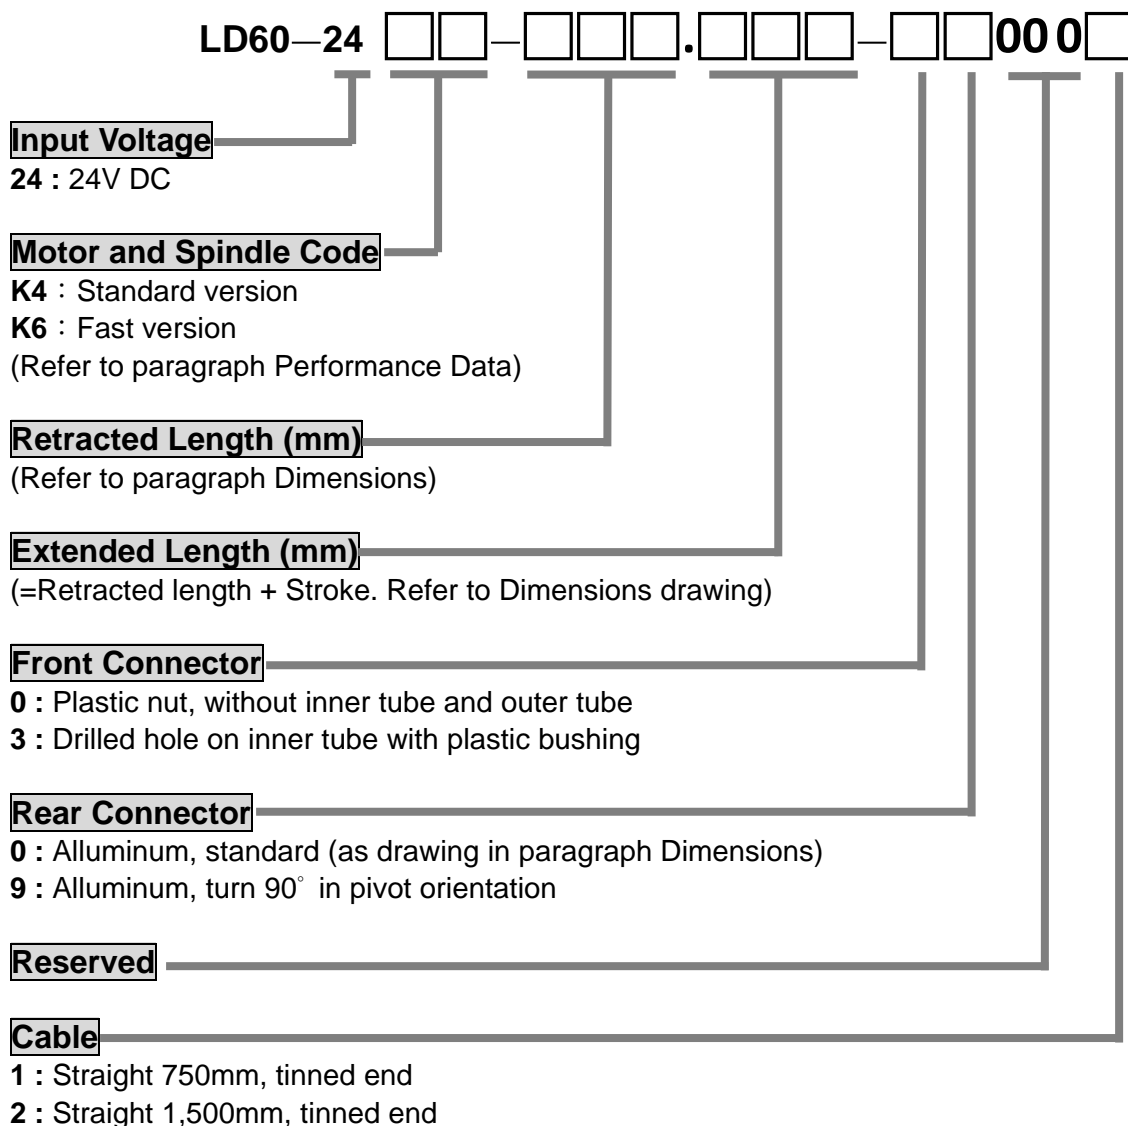 LD60—24 □□—□□□.□□□—□□000□
Input Voltage
24 : 24V DC
Motor and Spindle Code
K4：Standard version
K6：Fast version
(Refer to paragraph Performance Data)
Retracted Length (mm)
(Refer to paragraph Dimensions)
Extended Length (mm)
(=Retracted length + Stroke. Refer to Dimensions drawing)
Front Connector
0 : Plastic nut, without inner tube and outer tube
3 : Drilled hole on inner tube with plastic bushing
Rear Connector
0 : Alluminum, standard (as drawing in paragraph Dimensions)
9 : Alluminum, turn 90° in pivot orientation
Reserved
Cable
1 : Straight 750mm, tinned end
2 : Straight 1,500mm, tinned end